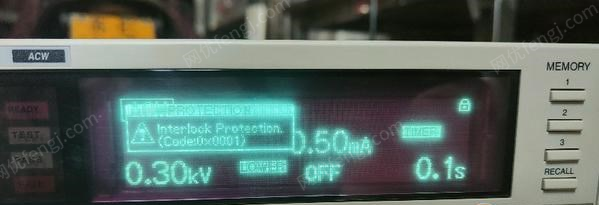 ACW
MEMORY
1
2
3
RECALL
READY
TEST
PROTECTION
Interlock Protection.
(Code:0x0001)
0.50mA
TIMER
0.30kV
LOWER
OFF
0.1s